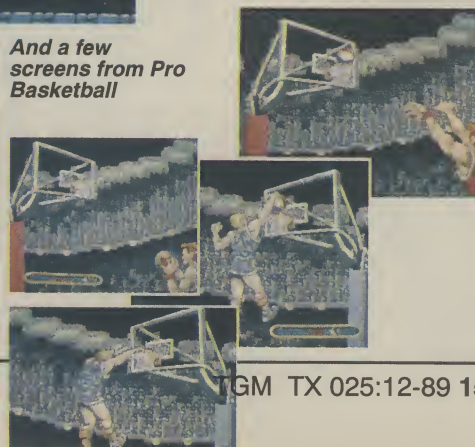 And a few
screens from Pro
Basketball
TGM TX 025:12-89